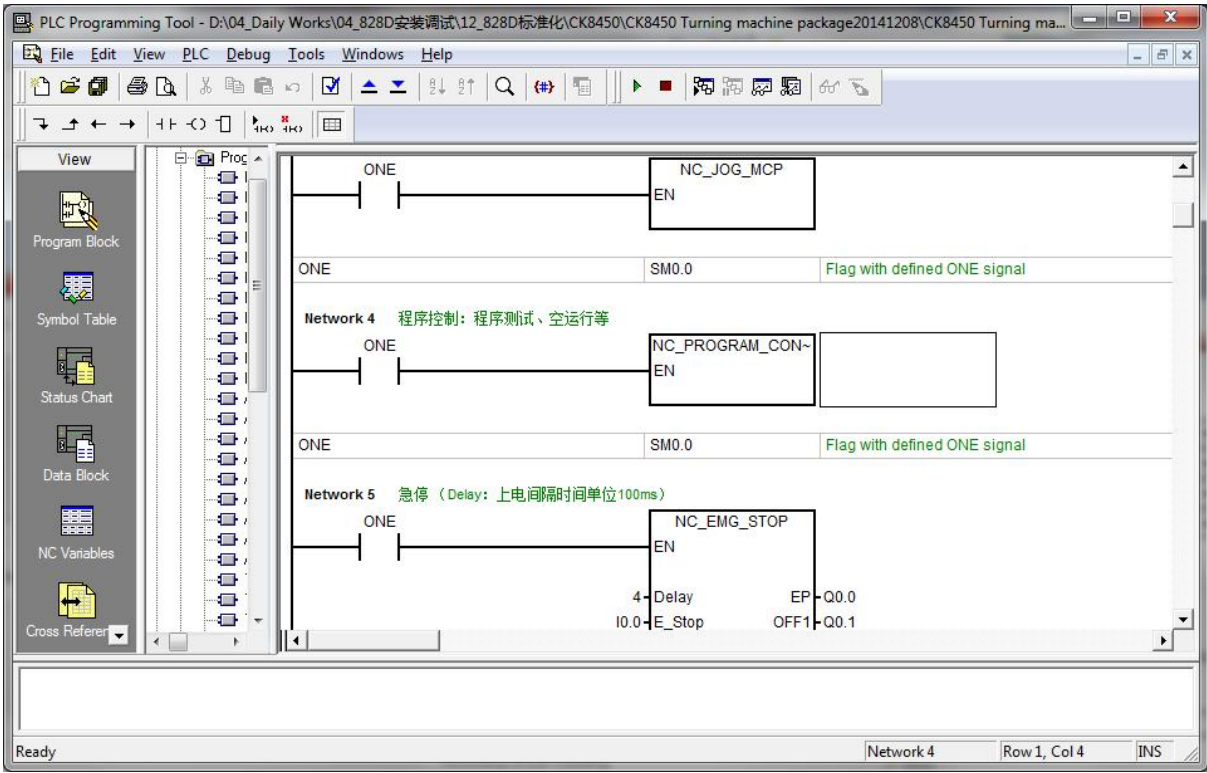 PLC Programming Tool - D:\04_Daily Works\04_828D安装调试\12_828D标准化\CK8450\CK8450 Turning machine package20141208\CK8450 Turning ma...
File Edit View PLC Debug Tools Windows Help
View
Prog
Program Block
Symbol Table
Status Chart
Data Block
NC Variables
Cross Referen
ONE NC_JOG_MCP
EN
ONE SM0.0 Flag with defined ONE signal
Network 4 程序控制：程序测试、空运行等
ONE NC_PROGRAM_CON~
EN
ONE SM0.0 Flag with defined ONE signal
Network 5 急停（Delay：上电间隔时间单位100ms）
ONE NC_EMG_STOP
EN
4 Delay EP Q0.0
I0.0 E_Stop OFF1 Q0.1
Ready Network 4 Row 1, Col 4 INS